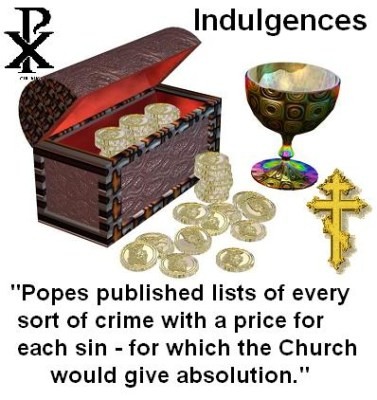 Indulgences
"Popes published lists of every
sort of crime with a price for
each sin - for which the Church
would give absolution."